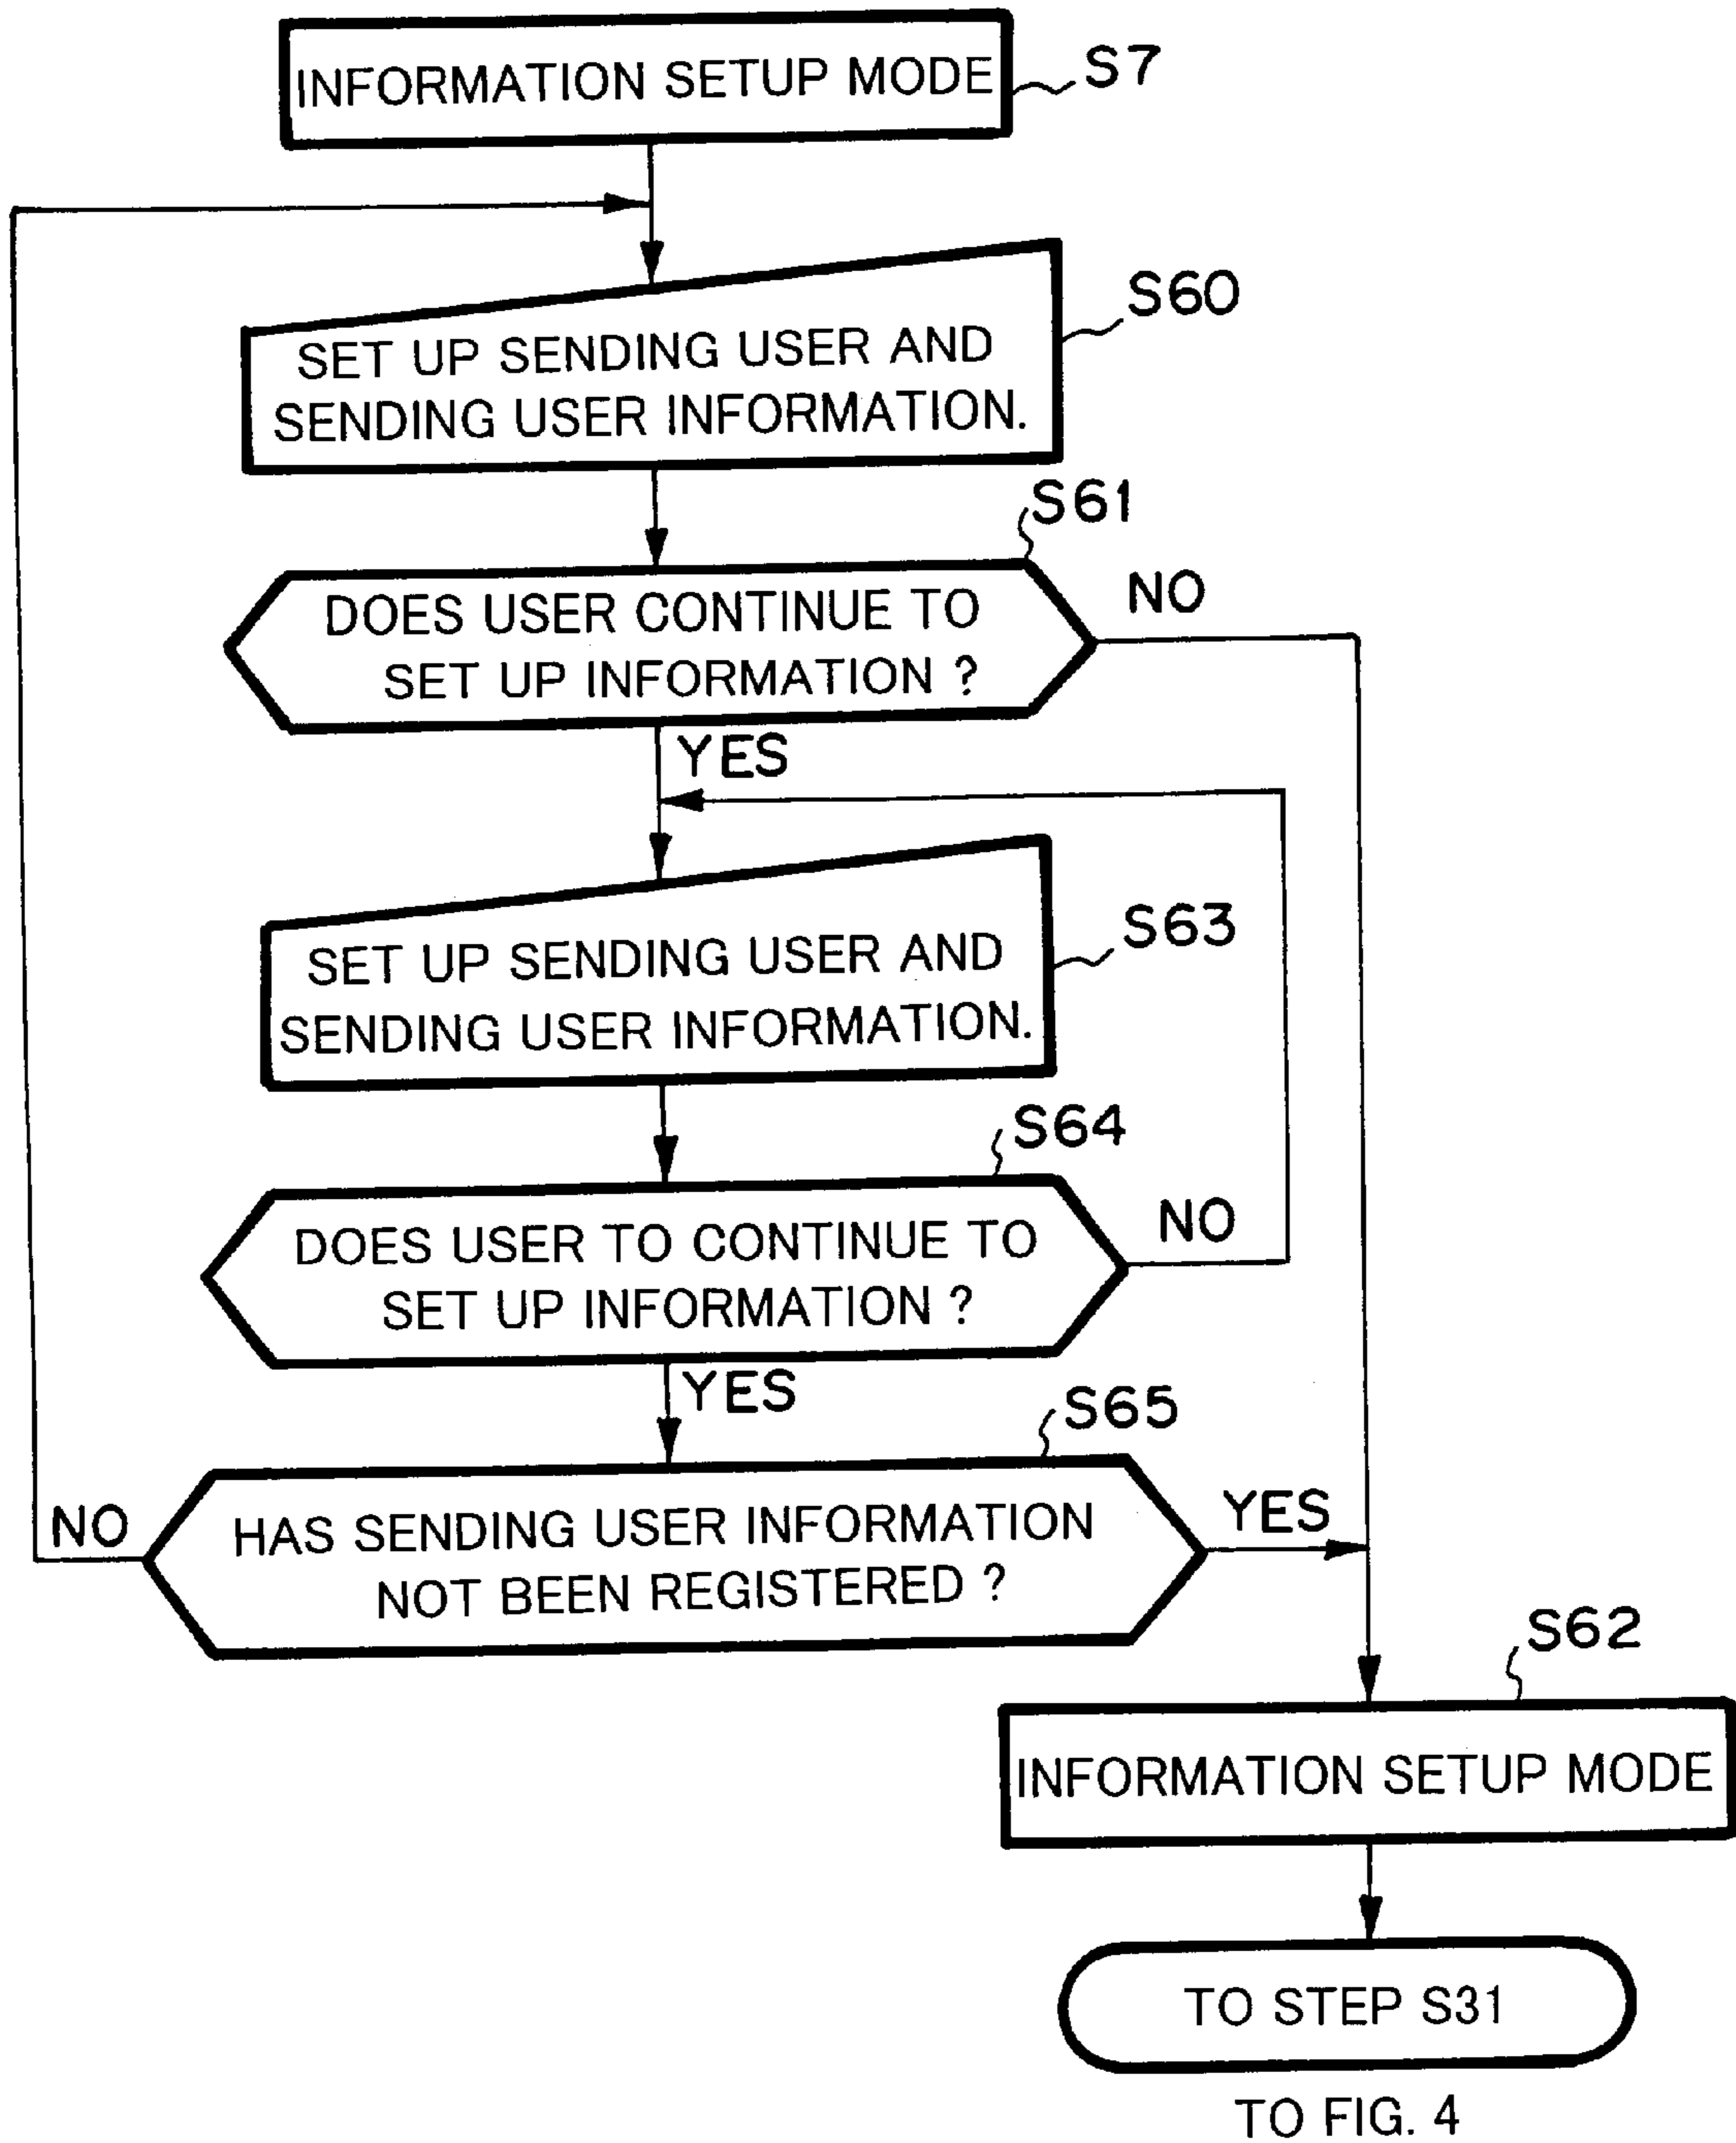 INFORMATION SETUP MODE
S7
S60
SET UP SENDING USER AND
SENDING USER INFORMATION.
S61
DOES USER CONTINUE TO
SET UP INFORMATION ?
NO
YES
S63
SET UP SENDING USER AND
SENDING USER INFORMATION.
S64
DOES USER TO CONTINUE TO
SET UP INFORMATION ?
NO
YES
S65
NO
HAS SENDING USER INFORMATION
NOT BEEN REGISTERED ?
YES
S62
INFORMATION SETUP MODE
TO STEP S31
TO FIG. 4